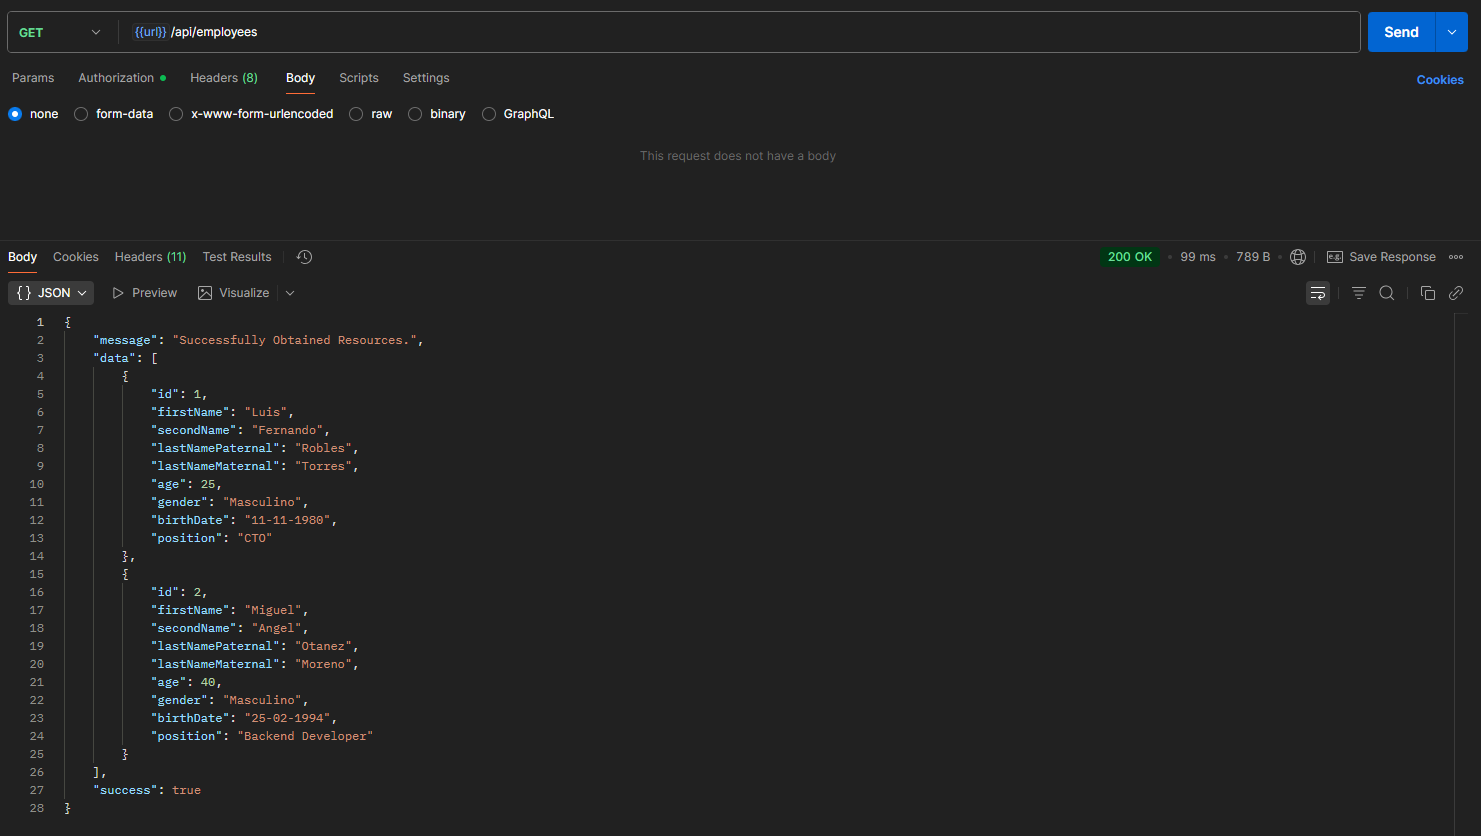 GET {{url}} /api/employees Send
Params Authorization Headers (8) Body Scripts Settings Cookies
none form-data x-www-form-urlencoded raw binary GraphQL
This request does not have a body
Body Cookies Headers (11) Test Results 200 OK 99 ms 789 B e.g. Save Response
{} JSON Preview Visualize
1 {
2 "message": "Successfully Obtained Resources.",
3 "data": [
4 {
5 "id": 1,
6 "firstName": "Luis",
7 "secondName": "Fernando",
8 "lastNamePaternal": "Robles",
9 "lastNameMaternal": "Torres",
10 "age": 25,
11 "gender": "Masculino",
12 "birthDate": "11-11-1980",
13 "position": "CTO"
14 },
15 {
16 "id": 2,
17 "firstName": "Miguel",
18 "secondName": "Angel",
19 "lastNamePaternal": "Otanez",
20 "lastNameMaternal": "Moreno",
21 "age": 40,
22 "gender": "Masculino",
23 "birthDate": "25-02-1994",
24 "position": "Backend Developer"
25 }
26 ],
27 "success": true
28 }